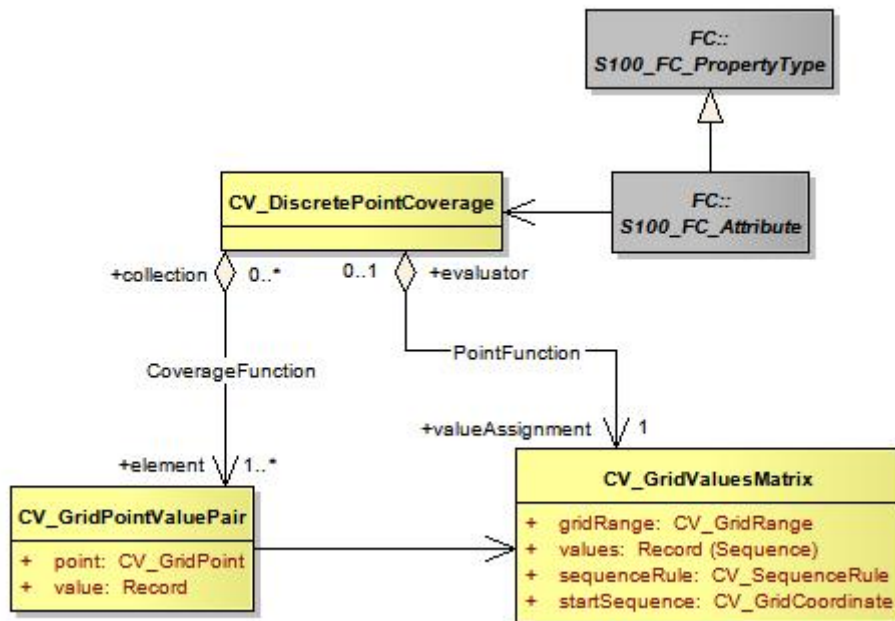 FC::
S100_FC_PropertyType
CV_DiscretePointCoverage
FC::
S100_FC_Attribute
+collection 0..*
0..1 +evaluator
PointFunction
CoverageFunction
+valueAssignment 1
+element 1..*
CV_GridValuesMatrix
+ gridRange: CV_GridRange
+ values: Record (Sequence)
+ sequenceRule: CV_SequenceRule
+ startSequence: CV_GridCoordinate
CV_GridPointValuePair
+ point: CV_GridPoint
+ value: Record